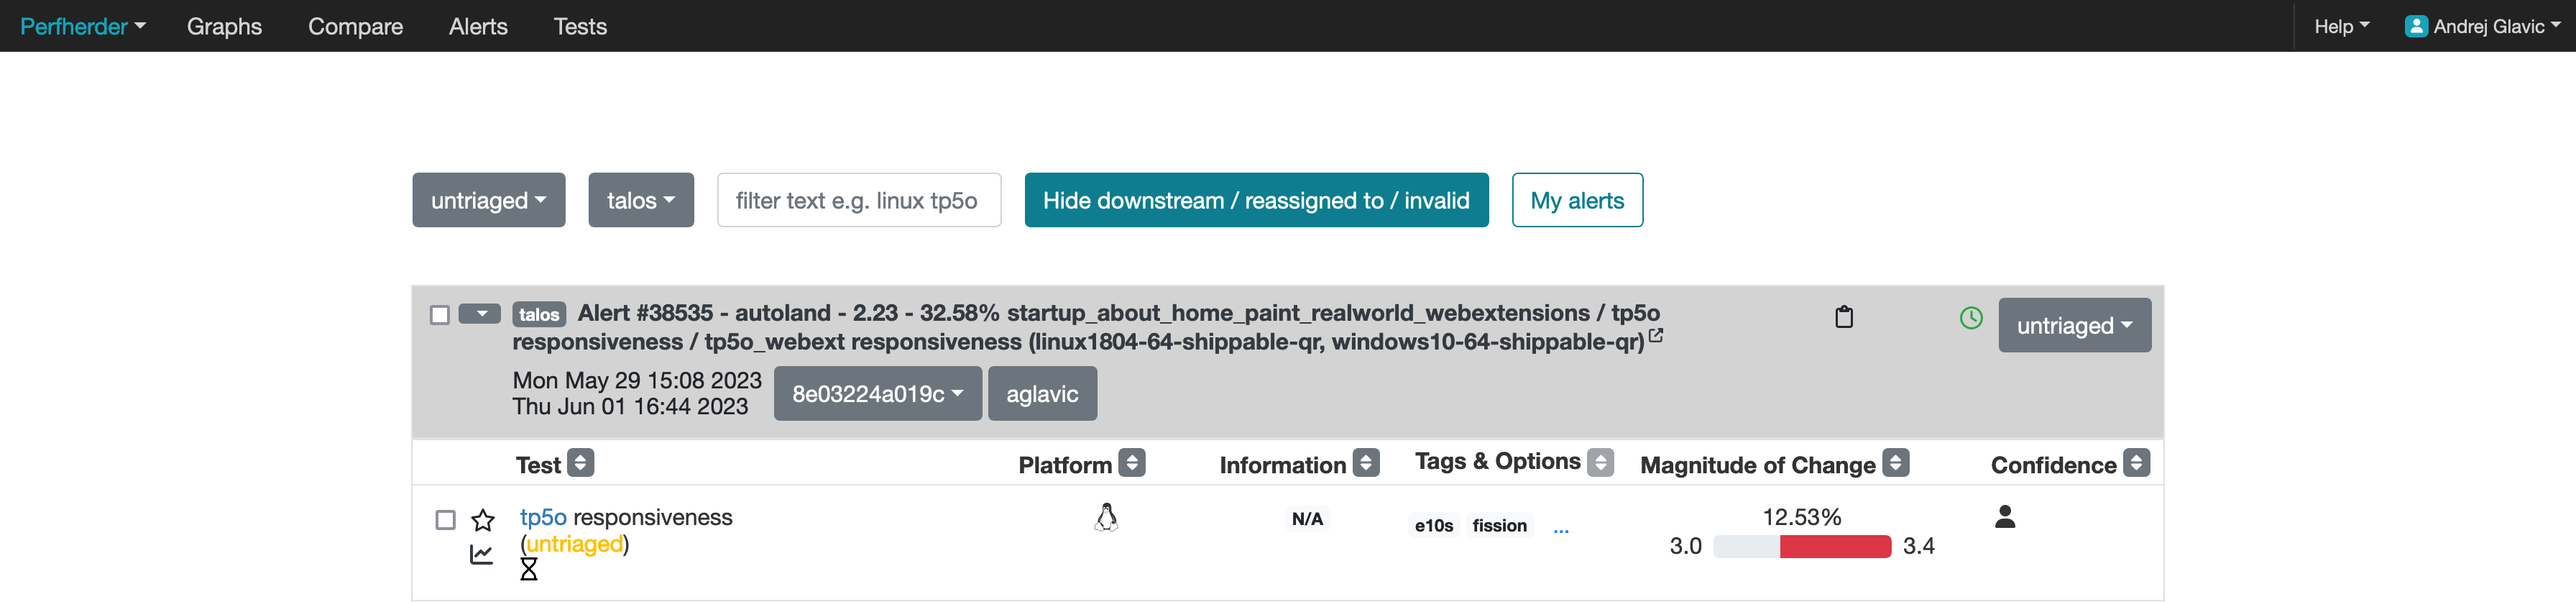 Perfherder Graphs Compare Alerts Tests Help Andrej Glavic
untriaged talos filter text e.g. linux tp5o Hide downstream / reassigned to / invalid My alerts
talos Alert #38535 - autoland - 2.23 - 32.58% startup_about_home_paint_realworld_webextensions / tp5o
responsiveness / tp5o_webext responsiveness (linux1804-64-shippable-qr, windows10-64-shippable-qr)
untriaged
Mon May 29 15:08 2023
Thu Jun 01 16:44 2023
8e03224a019c aglavic
Test Platform Information Tags & Options Magnitude of Change Confidence
tp5o responsiveness
(untriaged)
N/A
e10s fission ...
12.53%
3.0 3.4